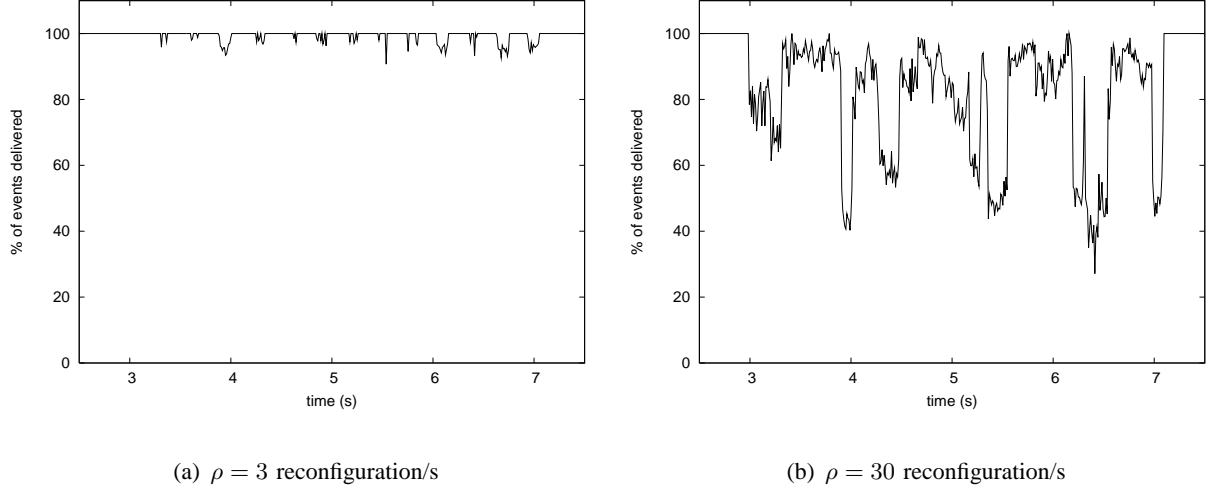 % of events delivered
100
80
60
40
20
0
3 4 5 6 7
time (s)
(a) ρ = 3 reconfiguration/s
% of events delivered
100
80
60
40
20
0
3 4 5 6 7
time (s)
(b) ρ = 30 reconfiguration/s